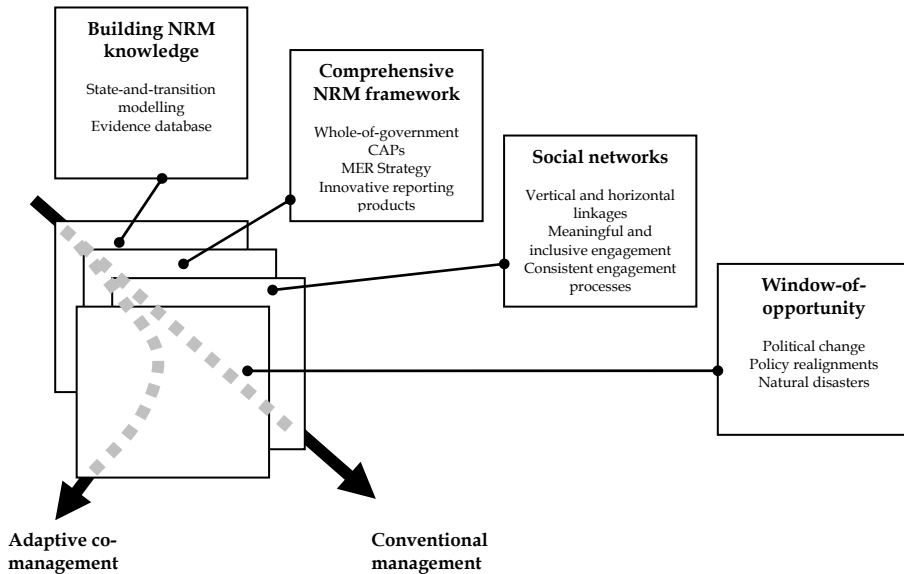 Building NRM
knowledge
State-and-transition
modelling
Evidence database
Comprehensive
NRM framework
Whole-of-government
CAPs
MER Strategy
Innovative reporting
products
Social networks
Vertical and horizontal
linkages
Meaningful and
inclusive engagement
Consistent engagement
processes
Window-of-
opportunity
Political change
Policy realignments
Natural disasters
Adaptive co-
management
Conventional
management